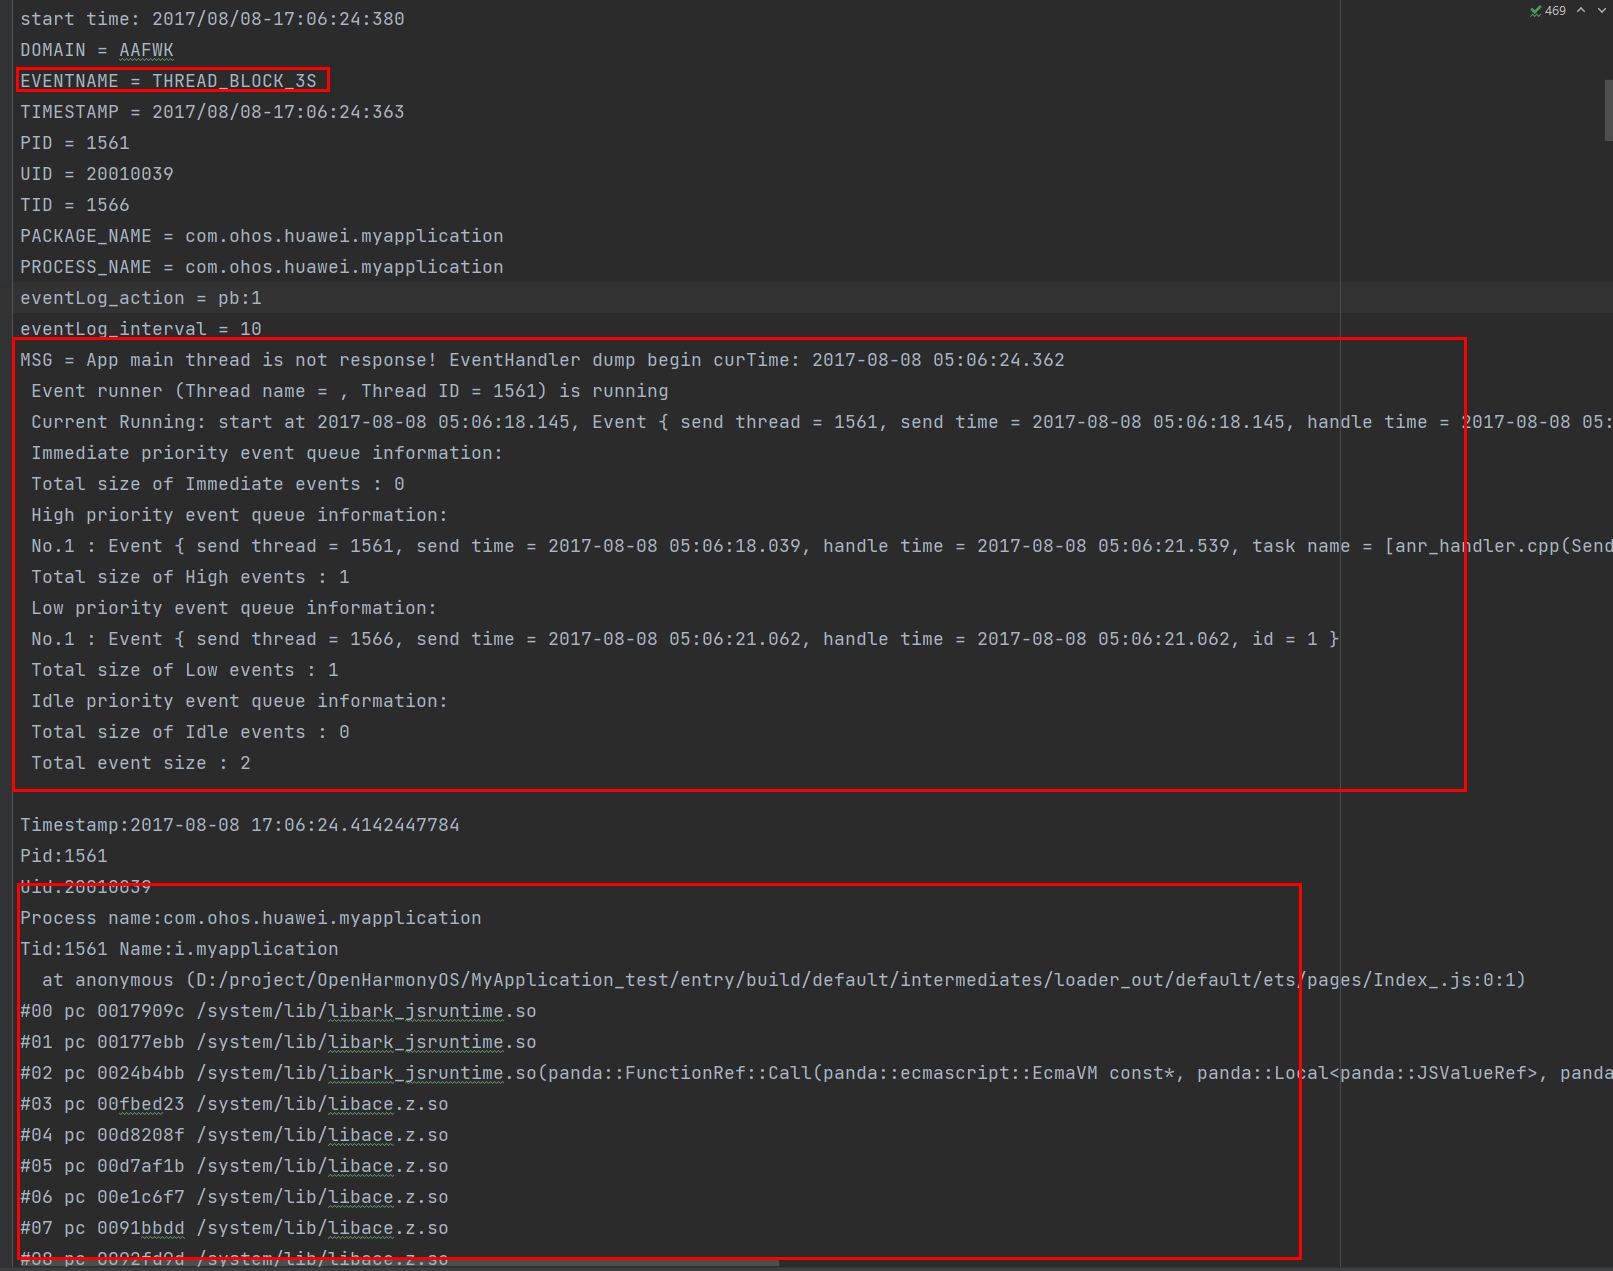 start time: 2017/08/08-17:06:24:380
469
DOMAIN = AAFWK
EVENTNAME = THREAD_BLOCK_3S
TIMESTAMP = 2017/08/08-17:06:24:363
PID = 1561
UID = 20010039
TID = 1566
PACKAGE_NAME = com.ohos.huawei.myapplication
PROCESS_NAME = com.ohos.huawei.myapplication
eventLog_action = pb:1
eventLog_interval = 10
MSG = App main thread is not response! EventHandler dump begin curTime: 2017-08-08 05:06:24.362
Event runner (Thread name = , Thread ID = 1561) is running
Current Running: start at 2017-08-08 05:06:18.145, Event { send thread = 1561, send time = 2017-08-08 05:06:18.145, handle time = 2017-08-08 05:
Immediate priority event queue information:
Total size of Immediate events : 0
High priority event queue information:
No.1 : Event { send thread = 1561, send time = 2017-08-08 05:06:18.039, handle time = 2017-08-08 05:06:21.539, task name = [anr_handler.cpp(Send
Total size of High events : 1
Low priority event queue information:
No.1 : Event { send thread = 1566, send time = 2017-08-08 05:06:21.062, handle time = 2017-08-08 05:06:21.062, id = 1 }
Total size of Low events : 1
Idle priority event queue information:
Total size of Idle events : 0
Total event size : 2
Timestamp:2017-08-08 17:06:24.4142447784
Pid:1561
Uid:20010039
Process name:com.ohos.huawei.myapplication
Tid:1561 Name:i.myapplication
at anonymous (D:/project/OpenHarmonyOS/MyApplication_test/entry/build/default/intermediates/loader_out/default/ets/pages/Index_.js:0:1)
#00 pc 0017909c /system/lib/libark_jsruntime.so
#01 pc 00177ebb /system/lib/libark_jsruntime.so
#02 pc 0024b4bb /system/lib/libark_jsruntime.so(panda::FunctionRef::Call(panda::ecmascript::EcmaVM const*, panda::Local<panda::JSValueRef>, panda
#03 pc 00fbed23 /system/lib/libace.z.so
#04 pc 00d8208f /system/lib/libace.z.so
#05 pc 00d7af1b /system/lib/libace.z.so
#06 pc 00e1c6f7 /system/lib/libace.z.so
#07 pc 0091bbdd /system/lib/libace.z.so
#08 pc 0092fd9d /system/lib/libace.z.so